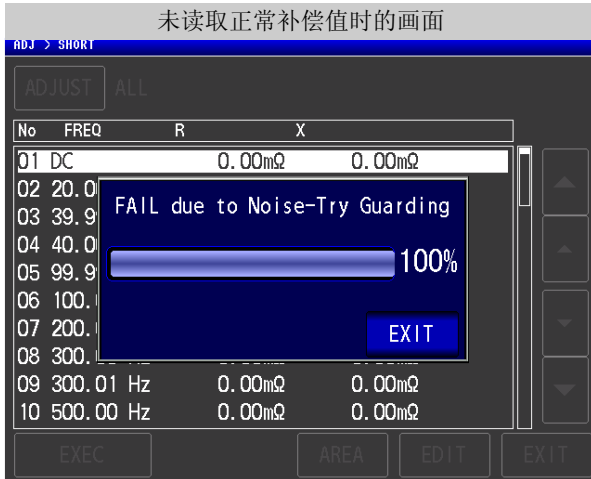 未读取正常补偿值时的画面
ADJ > SHORT
ADJUST ALL
No FREQ R X
01 DC 0.00mΩ 0.00mΩ
02 20.0
03 39.9
04 40.0
05 99.9
06 100.
07 200.
08 300.
FAIL due to Noise-Try Guarding
100%
EXIT
09 300.01 Hz 0.00mΩ 0.00mΩ
10 500.00 Hz 0.00mΩ 0.00mΩ
EXEC AREA EDIT EXIT